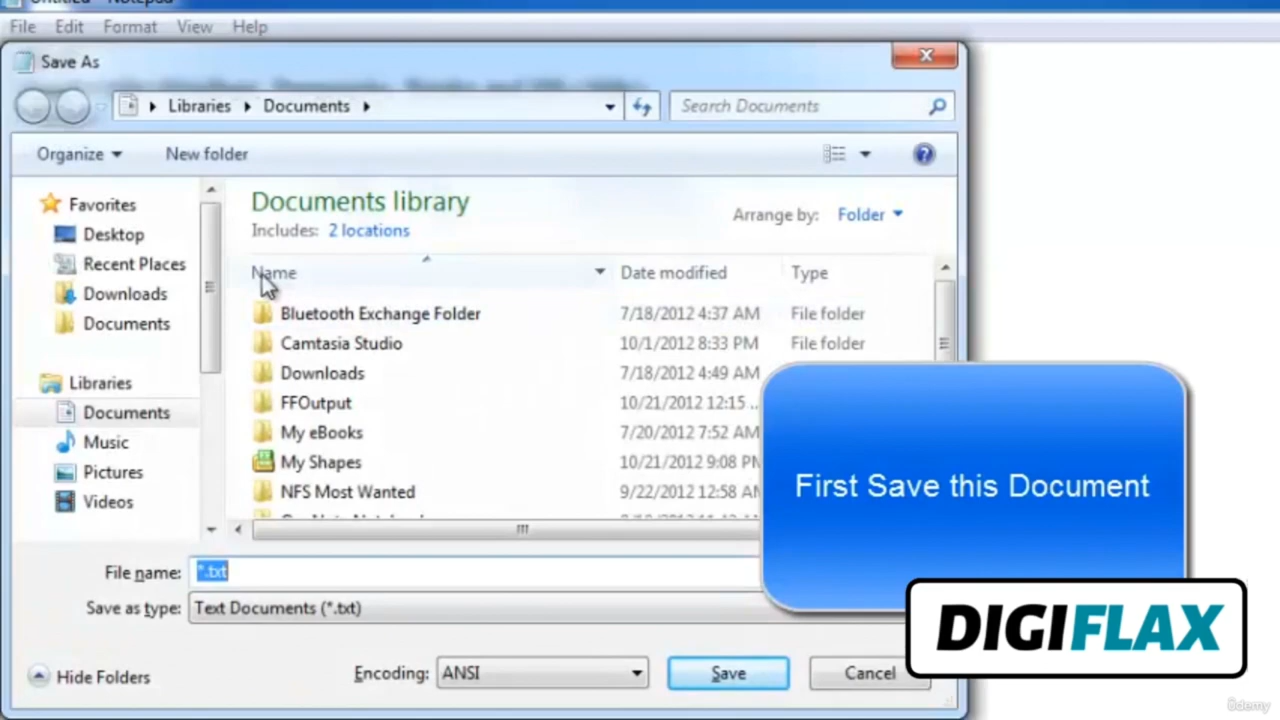 Untitled - Notepad
File Edit Format View Help
Save As
Libraries Documents
Search Documents
Organize New folder
Favorites
Desktop
Recent Places
Downloads
Documents
Libraries
Documents
Music
Pictures
Videos
Documents library
Includes: 2 locations
Arrange by: Folder
Name Date modified Type
Bluetooth Exchange Folder 7/18/2012 4:37 AM File folder
Camtasia Studio 10/1/2012 8:33 PM File folder
Downloads 7/18/2012 4:49 AM
FFOutput 10/21/2012 12:15 ..
My eBooks 7/20/2012 7:52 AM
My Shapes 10/21/2012 9:08 PM
NFS Most Wanted 9/22/2012 12:58 AM
First Save this Document
File name: *.txt
Save as type: Text Documents (*.txt)
DIGIFLAX
Hide Folders
Encoding: ANSI
Save
Cancel
ûdemy